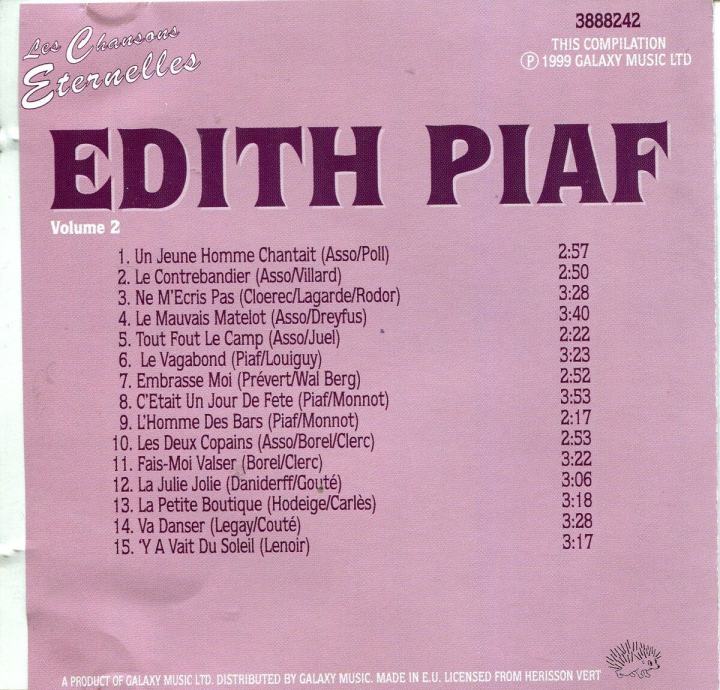 Les Chansons
Eternelles
3888242
THIS COMPILATION
Ⓟ 1999 GALAXY MUSIC LTD
EDITH PIAF
Volume 2
1. Un Jeune Homme Chantait (Asso/Poll) 2:57
2. Le Contrebandier (Asso/Villard) 2:50
3. Ne M'Ecris Pas (Cloerec/Lagarde/Rodor) 3:28
4. Le Mauvais Matelot (Asso/Dreyfus) 3:40
5. Tout Fout Le Camp (Asso/Juel) 2:22
6. Le Vagabond (Piaf/Louiguy) 3:23
7. Embrasse Moi (Prévert/Wal Berg) 2:52
8. C'Etait Un Jour De Fete (Piaf/Monnot) 3:53
9. L'Homme Des Bars (Piaf/Monnot) 2:17
10. Les Deux Copains (Asso/Borel/Clerc) 2:53
11. Fais-Moi Valser (Borel/Clerc) 3:22
12. La Julie Jolie (Daniderff/Gouté) 3:06
13. La Petite Boutique (Hodeige/Carlès) 3:18
14. Va Danser (Legay/Couté) 3:28
15. 'Y A Vait Du Soleil (Lenoir) 3:17
A PRODUCT OF GALAXY MUSIC LTD. DISTRIBUTED BY GALAXY MUSIC. MADE IN E.U. LICENSED FROM HERISSON VERT